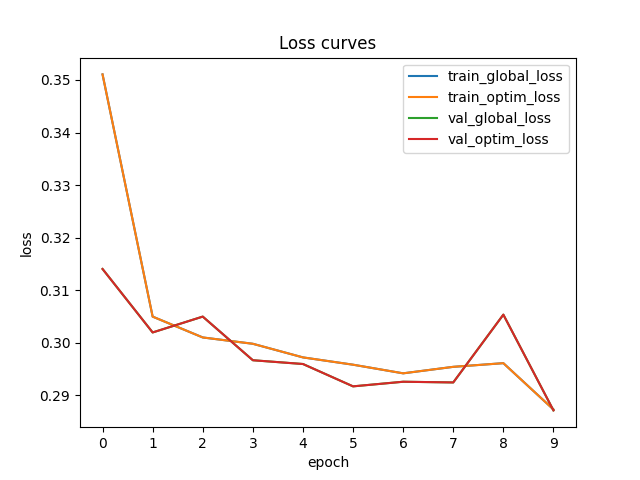 Loss curves
train_global_loss
train_optim_loss
val_global_loss
val_optim_loss
0.35
0.34
0.33
0.32
0.31
0.30
0.29
loss
0 1 2 3 4 5 6 7 8 9
epoch